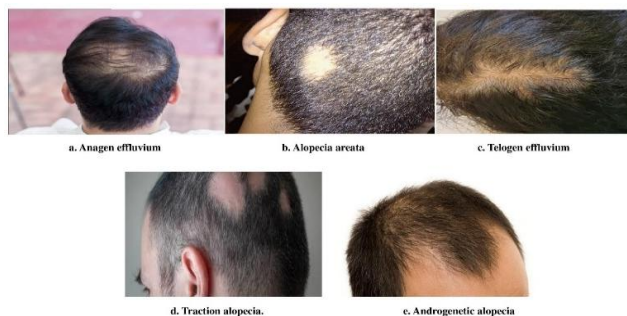 a. Anagen effluvium
b. Alopecia areata
c. Telogen effluvium
d. Traction alopecia.
e. Androgenetic alopecia